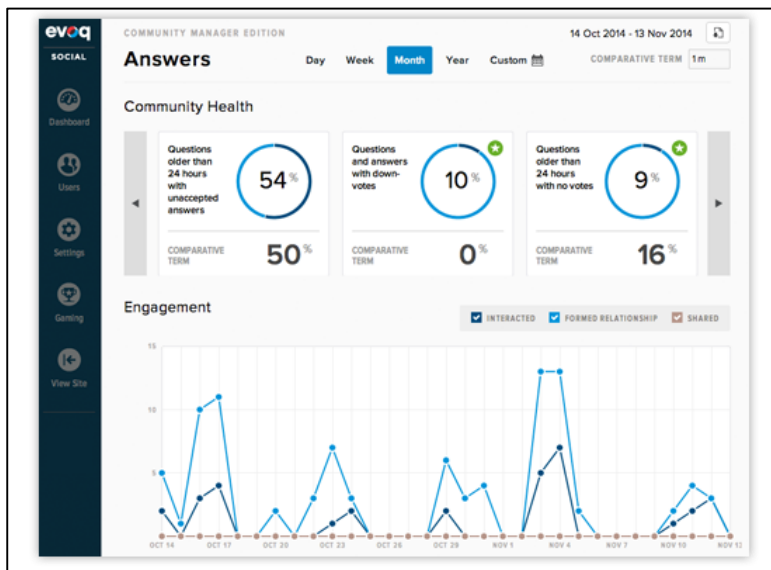 evoq
SOCIAL
Dashboard
Users
Settings
Gaming
View Site
COMMUNITY MANAGER EDITION
14 Oct 2014 - 13 Nov 2014
Answers
Day Week Month Year Custom
COMPARATIVE TERM 1 m
Community Health
Questions
older than
24 hours
with
unaccepted
answers
54 %
COMPARATIVE
TERM
50 %
Questions
and answers
with down-
votes
10 %
COMPARATIVE
TERM
0 %
Questions
older than
24 hours
with no votes
9 %
COMPARATIVE
TERM
16 %
Engagement
INTERACTED FORMED RELATIONSHIP SHARED
15
10
5
0
OCT 14 OCT 17 OCT 20 OCT 23 OCT 26 OCT 29 NOV 1 NOV 4 NOV 7 NOV 10 NOV 13